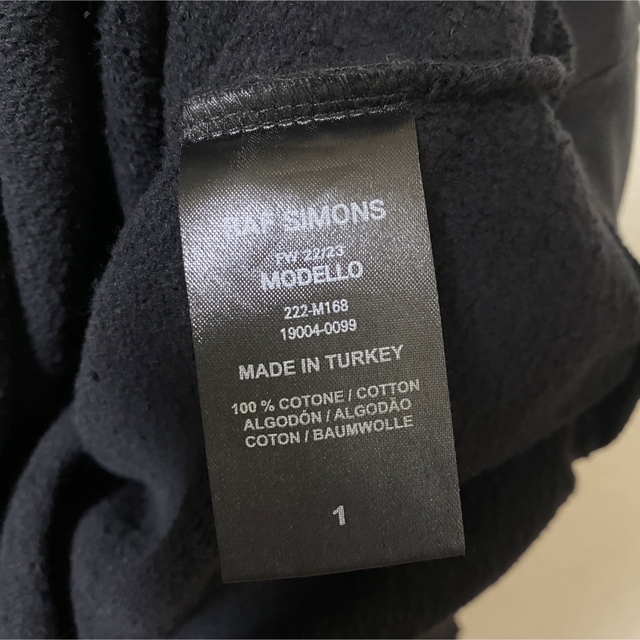 RAF SIMONS
FW 22/23
MODELLO
222-M168
19004-0099
MADE IN TURKEY
100 % COTONE / COTTON
ALGODÓN / ALGODÃO
COTON / BAUMWOLLE
1